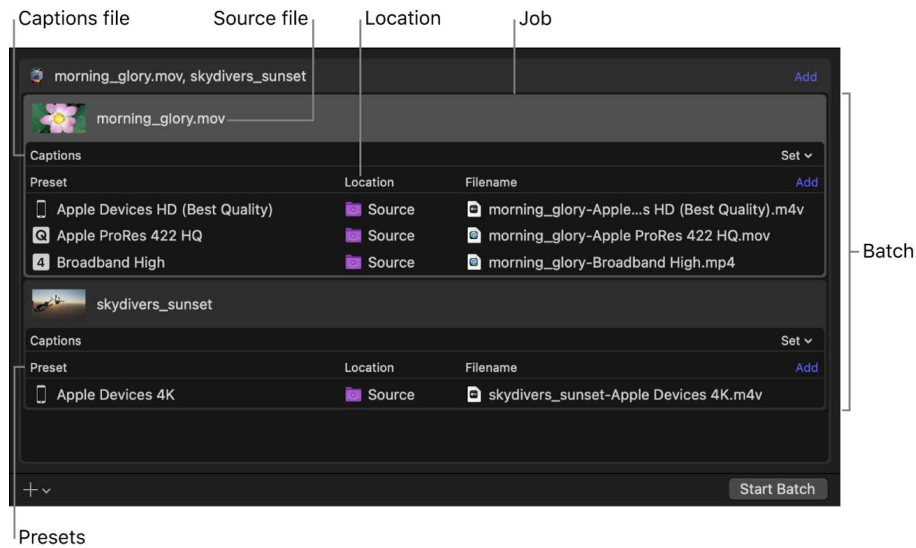 Captions file Source file Location Job
morning_glory.mov, skydivers_sunset Add
morning_glory.mov
Captions Set
Preset Location Filename Add
Apple Devices HD (Best Quality) Source morning_glory-Apple...s HD (Best Quality).m4v
Q Apple ProRes 422 HQ Source morning_glory-Apple ProRes 422 HQ.mov
4 Broadband High Source morning_glory-Broadband High.mp4
Batch
skydivers_sunset
Captions Set
Preset Location Filename Add
Apple Devices 4K Source skydivers_sunset-Apple Devices 4K.m4v
Start Batch
Presets